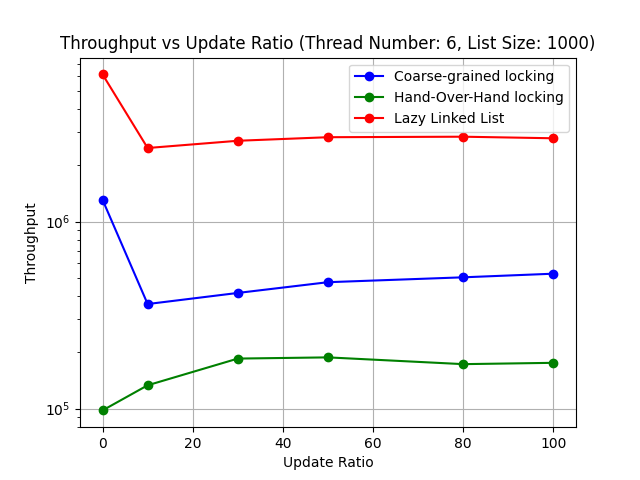 Throughput vs Update Ratio (Thread Number: 6, List Size: 1000)
Coarse-grained locking
Hand-Over-Hand locking
Lazy Linked List
Throughput
10^6
10^5
0 20 40 60 80 100
Update Ratio